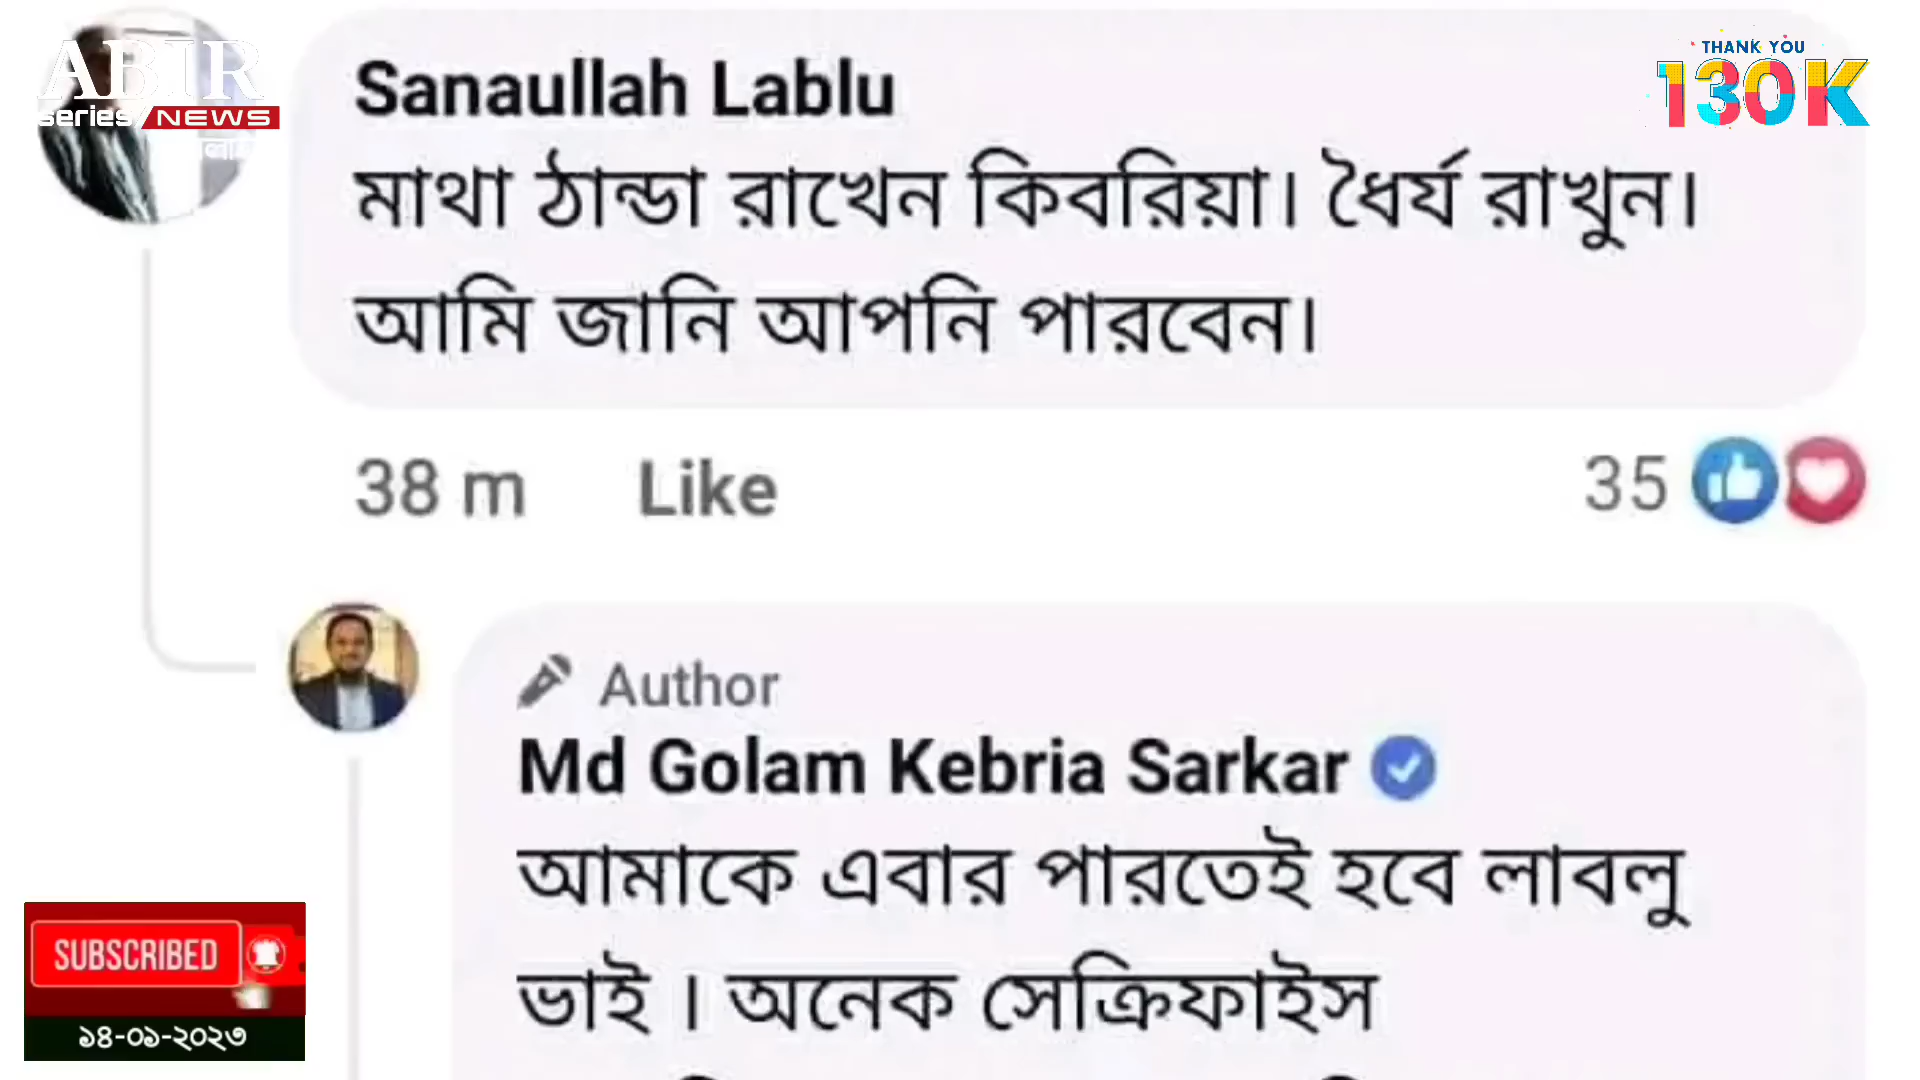 ABIR
series NEWS
THANK YOU
130K
Sanaullah Lablu
মাথা ঠান্ডা রাখেন কিবরিয়া। ধৈর্য রাখুন।
আমি জানি আপনি পারবেন।
38 m Like 35
Author
Md Golam Kebria Sarkar
আমাকে এবার পারতেই হবে লাবলু
ভাই । অনেক সেক্রিফাইস
SUBSCRIBED
১৪-০১-২০২৩